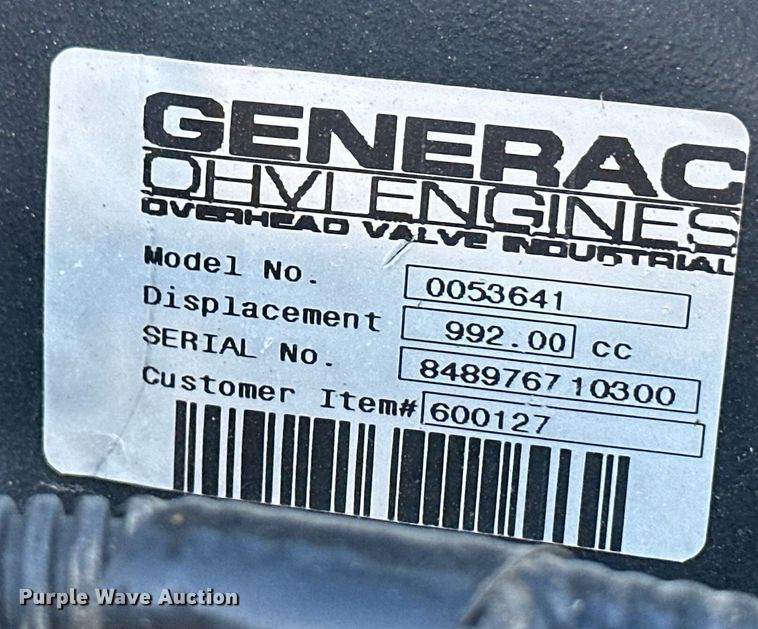 GENERAC
OHVI ENGINES
OVERHEAD VALVE INDUSTRIAL
Model No. 0053641
Displacement 992.00 cc
SERIAL No. 848976710300
Customer Item# 600127
Purple Wave Auction